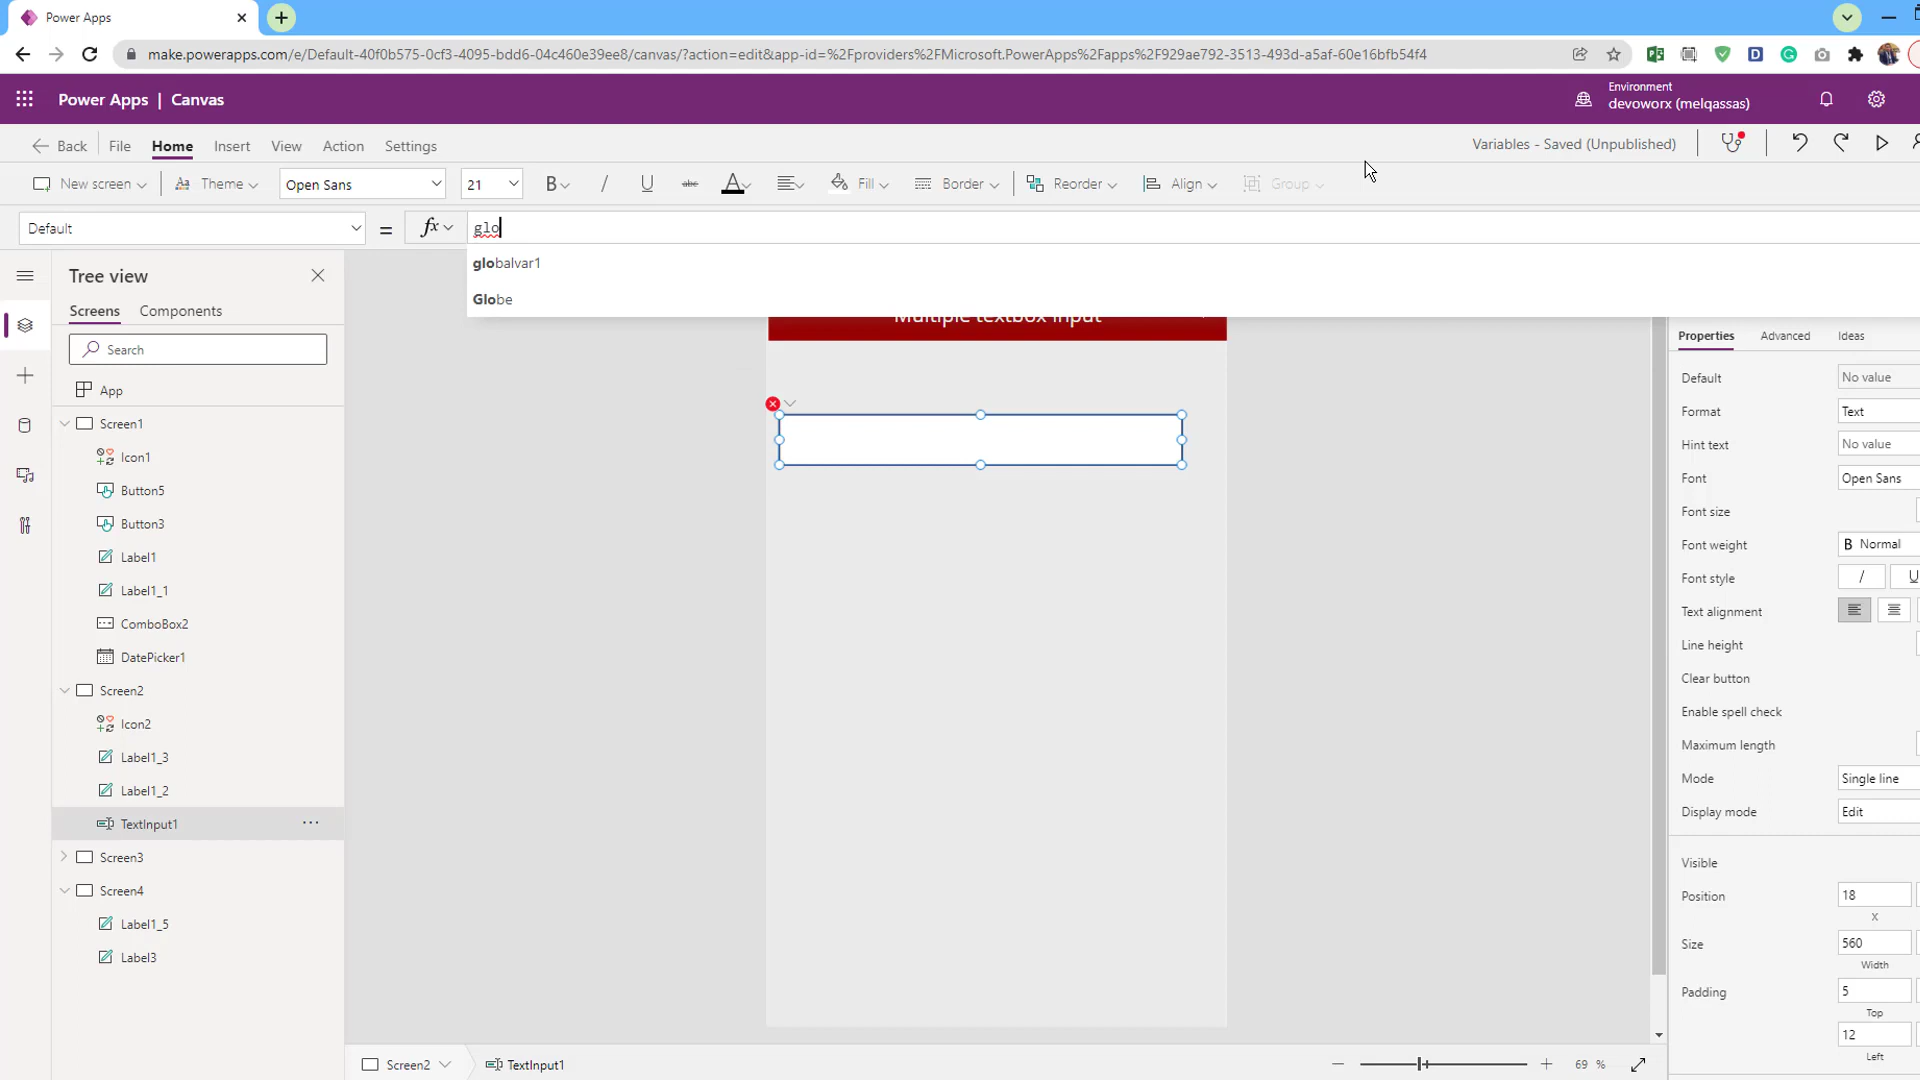 Power Apps
make.powerapps.com/e/Default-40f0b575-0cf3-4095-bdd6-04c460e39ee8/canvas/?action=edit&app-id=%2Fproviders%2FMicrosoft.PowerApps%2Fapps%2F929ae792-3513-493d-a5af-60e16bfb54f4
Power Apps | Canvas
Environment
devoworx (melqassas)
Back File Home Insert View Action Settings
Variables - Saved (Unpublished)
New screen Theme Open Sans 21 B / U abc A Fill Border Reorder Align Group
Default = fx glo
globalvar1
Globe
Tree view
Screens Components
Search
App
Screen1
Icon1
Button5
Button3
Label1
Label1_1
ComboBox2
DatePicker1
Screen2
Icon2
Label1_3
Label1_2
TextInput1
Screen3
Screen4
Label1_5
Label3
Multiple textbox input
Properties Advanced Ideas
Default No value
Format Text
Hint text No value
Font Open Sans
Font size
Font weight B Normal
Font style / U
Text alignment
Line height
Clear button
Enable spell check
Maximum length
Mode Single line
Display mode Edit
Visible
Position 18
X
Size 560
Width
Padding 5
Top
12
Left
Screen2 TextInput1
69 %